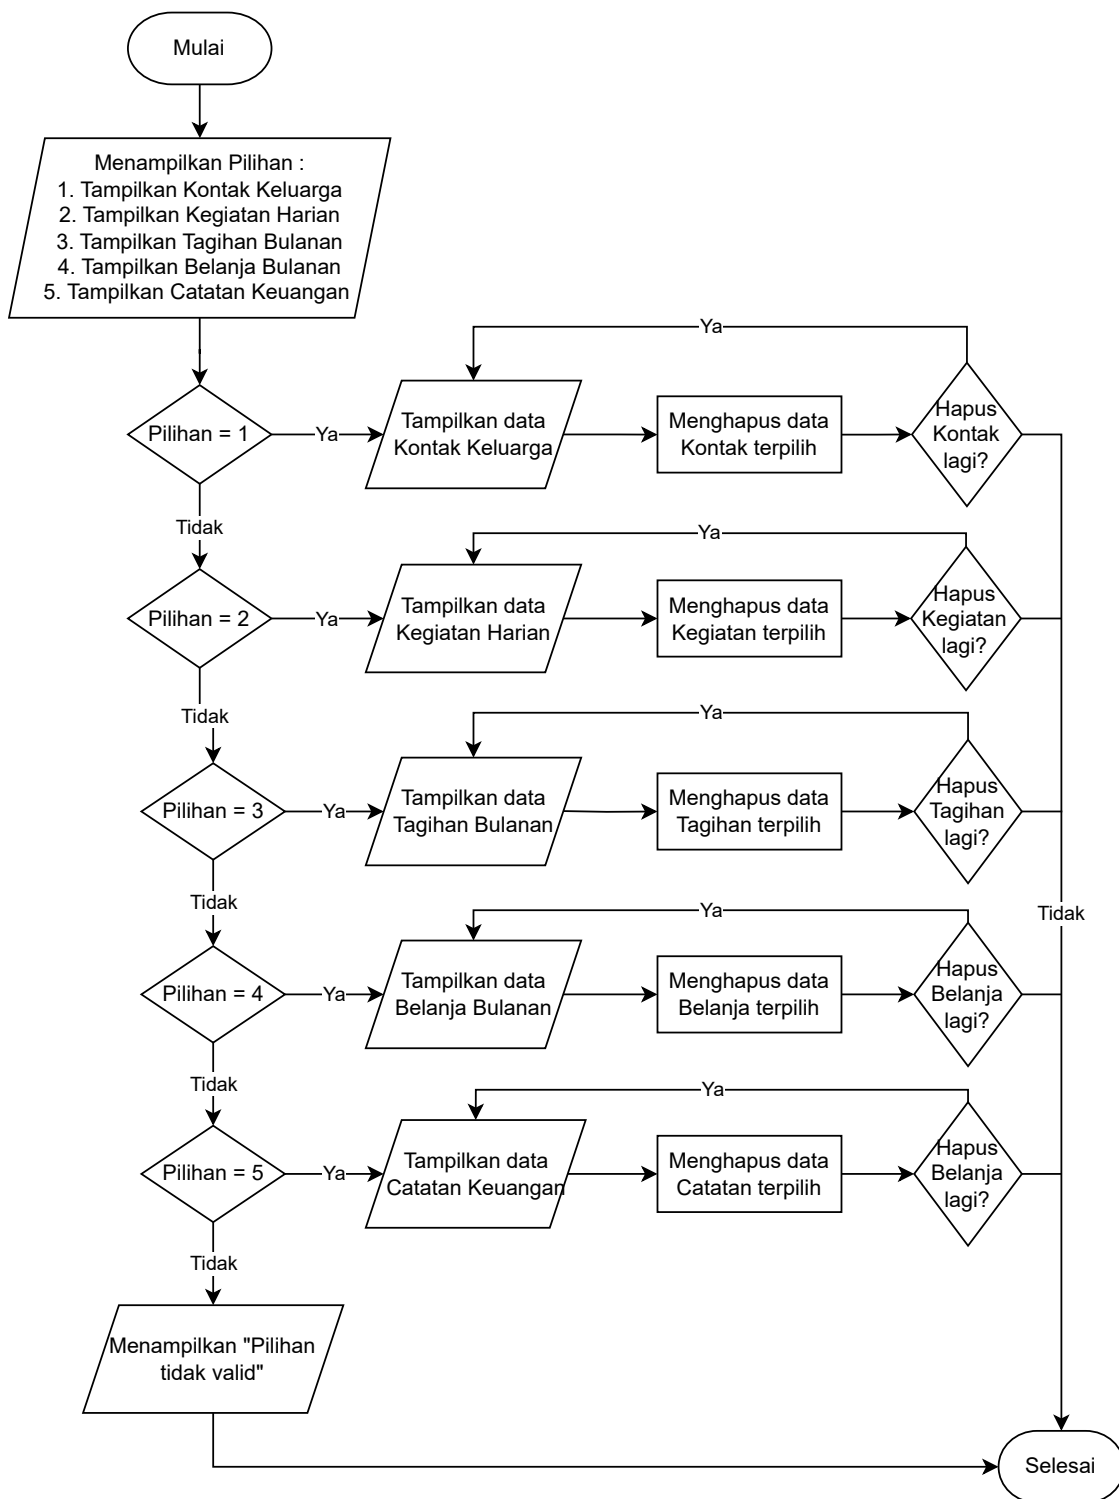 Mulai
Menampilkan Pilihan :
1. Tampilkan Kontak Keluarga
2. Tampilkan Kegiatan Harian
3. Tampilkan Tagihan Bulanan
4. Tampilkan Belanja Bulanan
5. Tampilkan Catatan Keuangan
Ya
Pilihan = 1
Ya
Tampilkan data
Kontak Keluarga
Menghapus data
Kontak terpilih
Hapus
Kontak
lagi?
Tidak
Ya
Pilihan = 2
Ya
Tampilkan data
Kegiatan Harian
Menghapus data
Kegiatan terpilih
Hapus
Kegiatan
lagi?
Tidak
Ya
Pilihan = 3
Ya
Tampilkan data
Tagihan Bulanan
Menghapus data
Tagihan terpilih
Hapus
Tagihan
lagi?
Tidak
Ya
Tidak
Pilihan = 4
Ya
Tampilkan data
Belanja Bulanan
Menghapus data
Belanja terpilih
Hapus
Belanja
lagi?
Tidak
Ya
Pilihan = 5
Ya
Tampilkan data
Catatan Keuangan
Menghapus data
Catatan terpilih
Hapus
Belanja
lagi?
Tidak
Menampilkan "Pilihan
tidak valid"
Selesai